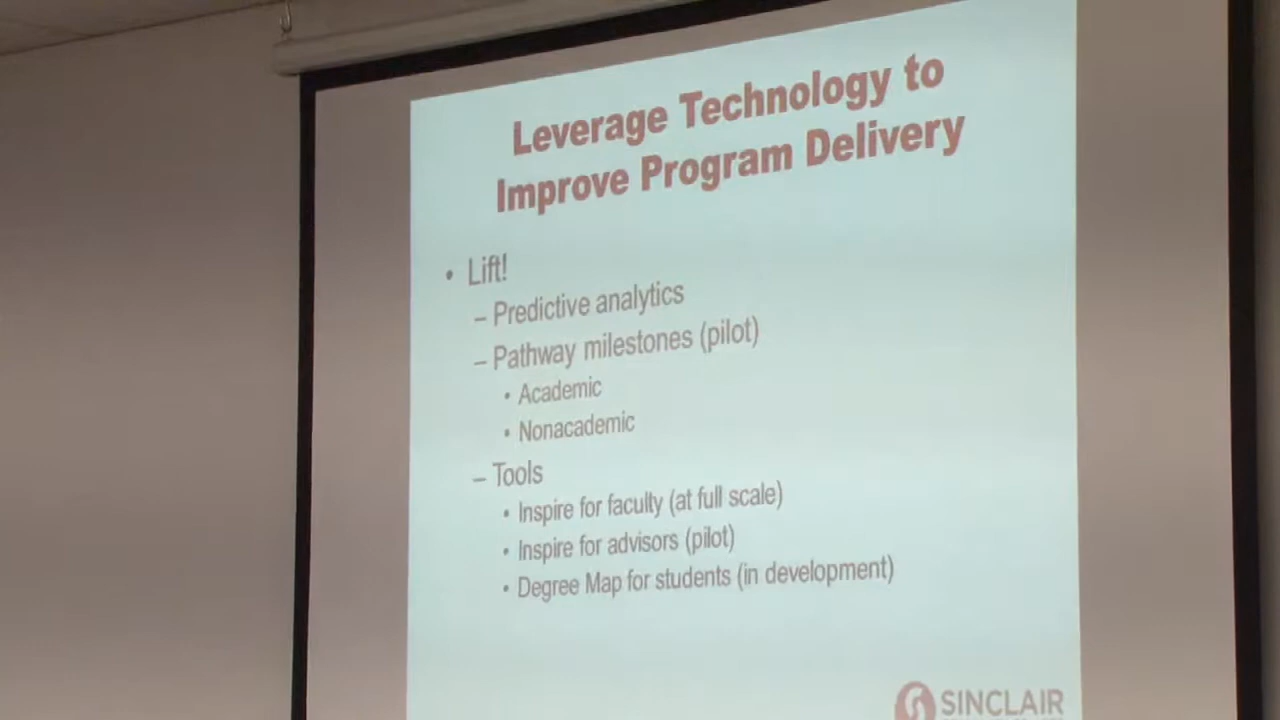 Leverage Technology to
Improve Program Delivery
• Lift!
– Predictive analytics
– Pathway milestones (pilot)
• Academic
• Nonacademic
– Tools
• Inspire for faculty (at full scale)
• Inspire for advisors (pilot)
• Degree Map for students (in development)
SINCLAIR